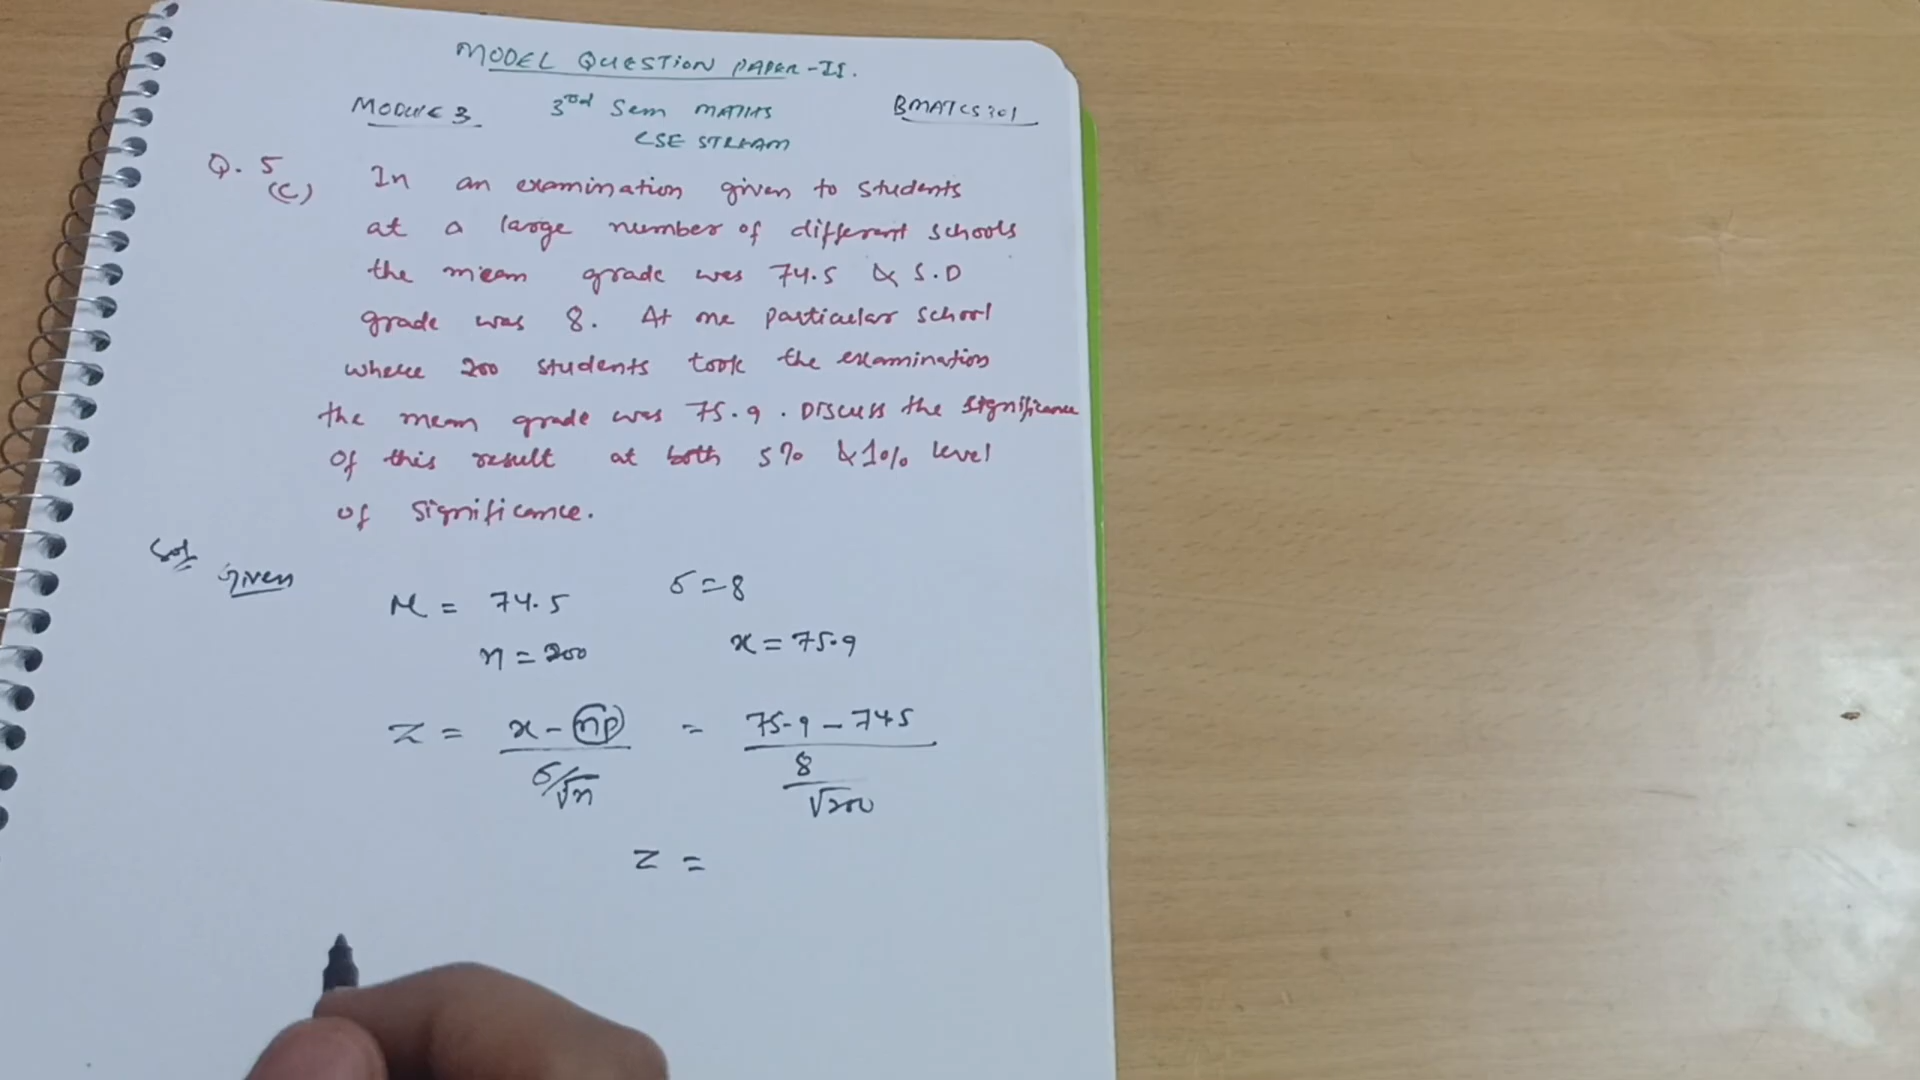 MODEL QUESTION PAPER-II.
MODULE 3 3rd Sem MATHS BMATCS301
CSE STREAM
Q. 5 (C) In an examination given to students
at a large number of different schools
the mean grade was 74.5 & S.D
grade was 8. At one particular school
where 200 students took the examination
the mean grade was 75.9. Discuss the significance
of this result at both 5% & 1% level
of significance.
Sol Given
μ = 74.5 σ = 8
n = 200 x = 75.9
z = (x - np)/(σ/√n) = (75.9 - 74.5)/(8/√200)
z =